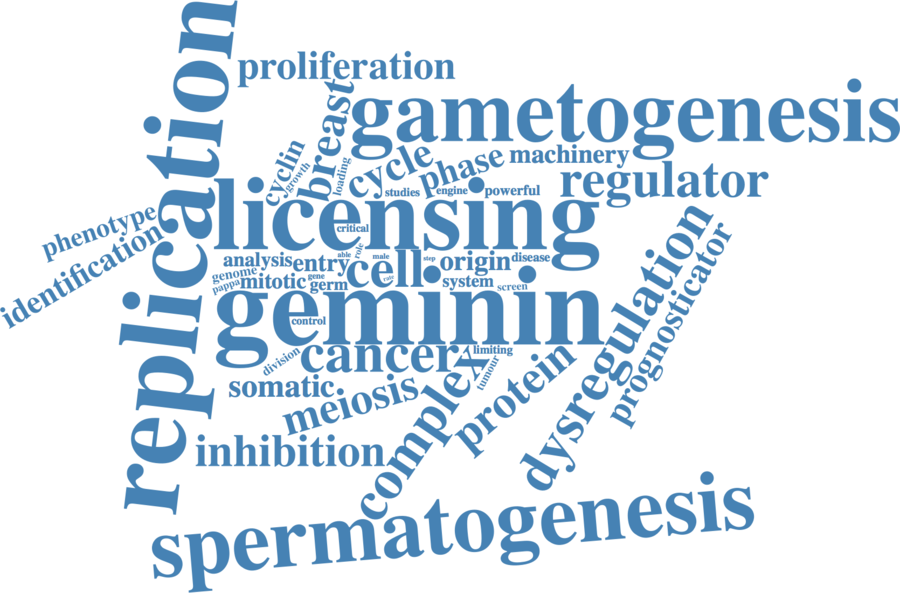 replication
proliferation
gametogenesis
breast
cyclin
growth
loading
cycle
phase
machinery
studies
engine
powerful
regulator
licensing
critical
phenotype
identification
analysis
entry
able
role
male
cell
step
origin
disease
genome
pappa
mitotic
gene
germ
system
screen
geminin
control
dysregulation
prognosticator
division
cancer
limiting
tumour
somatic
meiosis
complex
protein
inhibition
spermatogenesis